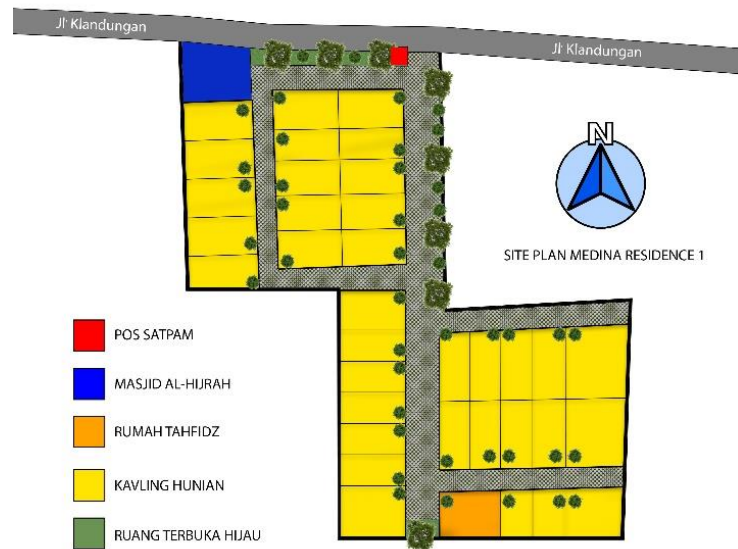 Jl' Klandungan
Jl' Klandungan
N
SITE PLAN MEDINA RESIDENCE 1
POS SATPAM
MASJID AL-HIJRAH
RUMAH TAHFIDZ
KAVLING HUNIAN
RUANG TERBUKA HIJAU